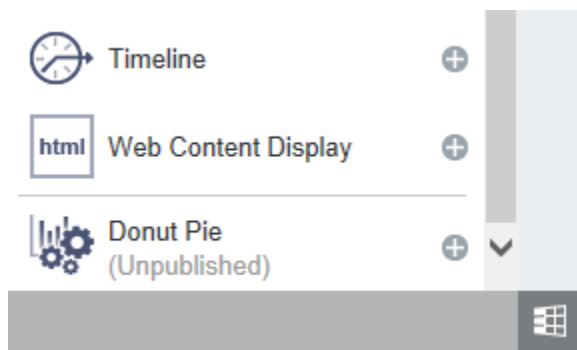 Timeline
html
Web Content Display
Donut Pie
(Unpublished)